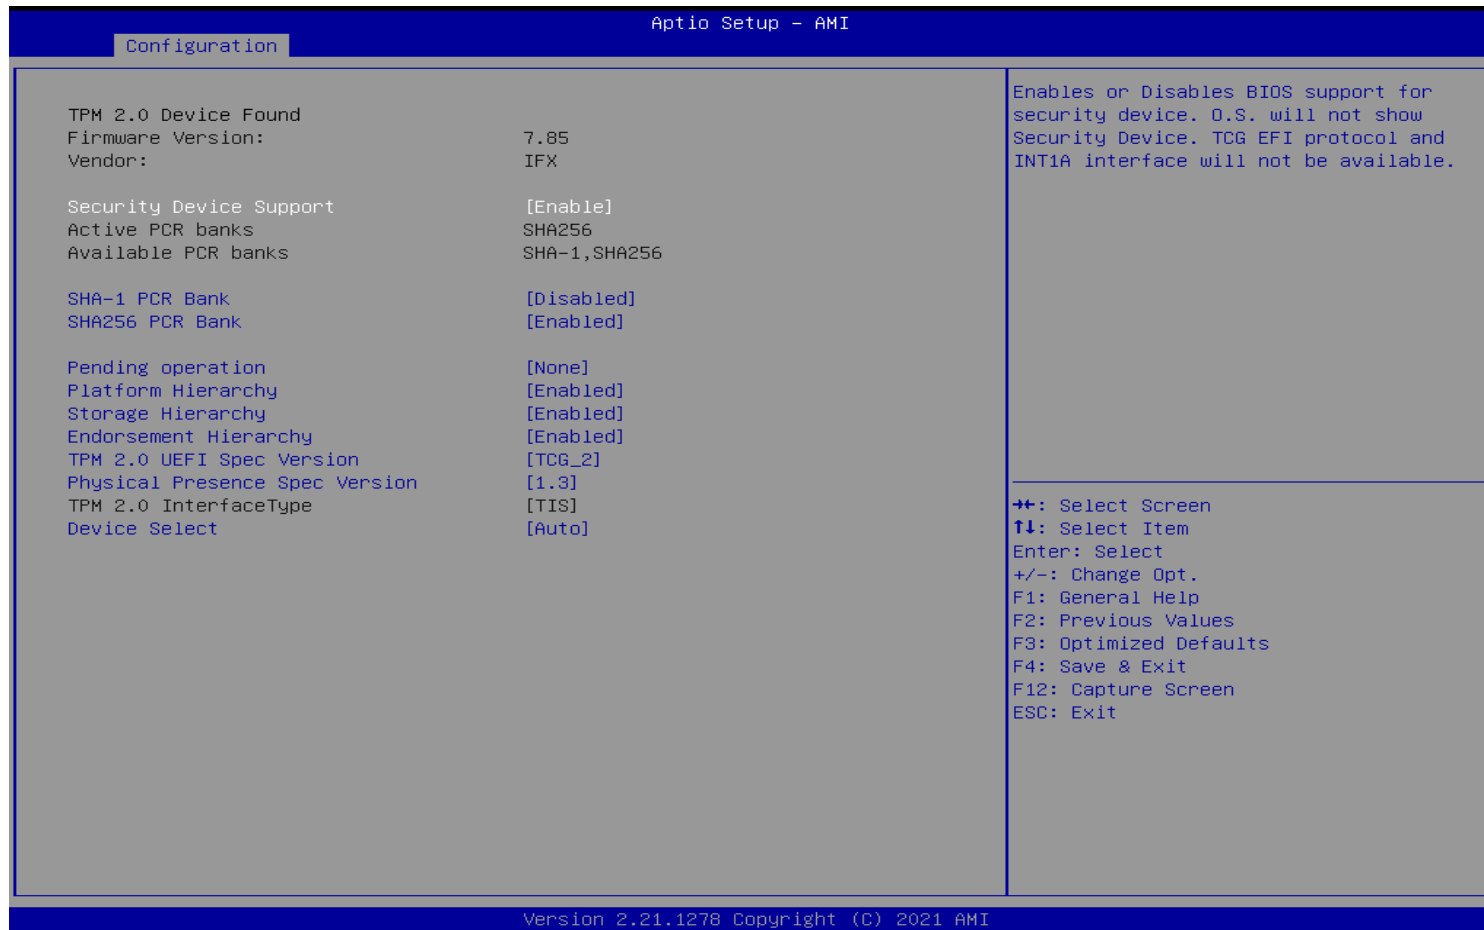 Aptio Setup – AMI
Configuration
TPM 2.0 Device Found
Firmware Version: 7.85
Vendor: IFX
Security Device Support [Enable]
Active PCR banks SHA256
Available PCR banks SHA-1,SHA256
SHA-1 PCR Bank [Disabled]
SHA256 PCR Bank [Enabled]
Pending operation [None]
Platform Hierarchy [Enabled]
Storage Hierarchy [Enabled]
Endorsement Hierarchy [Enabled]
TPM 2.0 UEFI Spec Version [TCG_2]
Physical Presence Spec Version [1.3]
TPM 2.0 InterfaceType [TIS]
Device Select [Auto]
Enables or Disables BIOS support for
security device. O.S. will not show
Security Device. TCG EFI protocol and
INT1A interface will not be available.
→←: Select Screen
↑↓: Select Item
Enter: Select
+/-: Change Opt.
F1: General Help
F2: Previous Values
F3: Optimized Defaults
F4: Save & Exit
F12: Capture Screen
ESC: Exit
Version 2.21.1278 Copyright (C) 2021 AMI